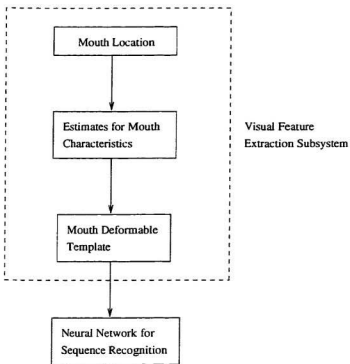 Mouth Location
Estimates for Mouth
Characteristics
Visual Feature
Extraction Subsystem
Mouth Deformable
Template
Neural Network for
Sequence Recognition